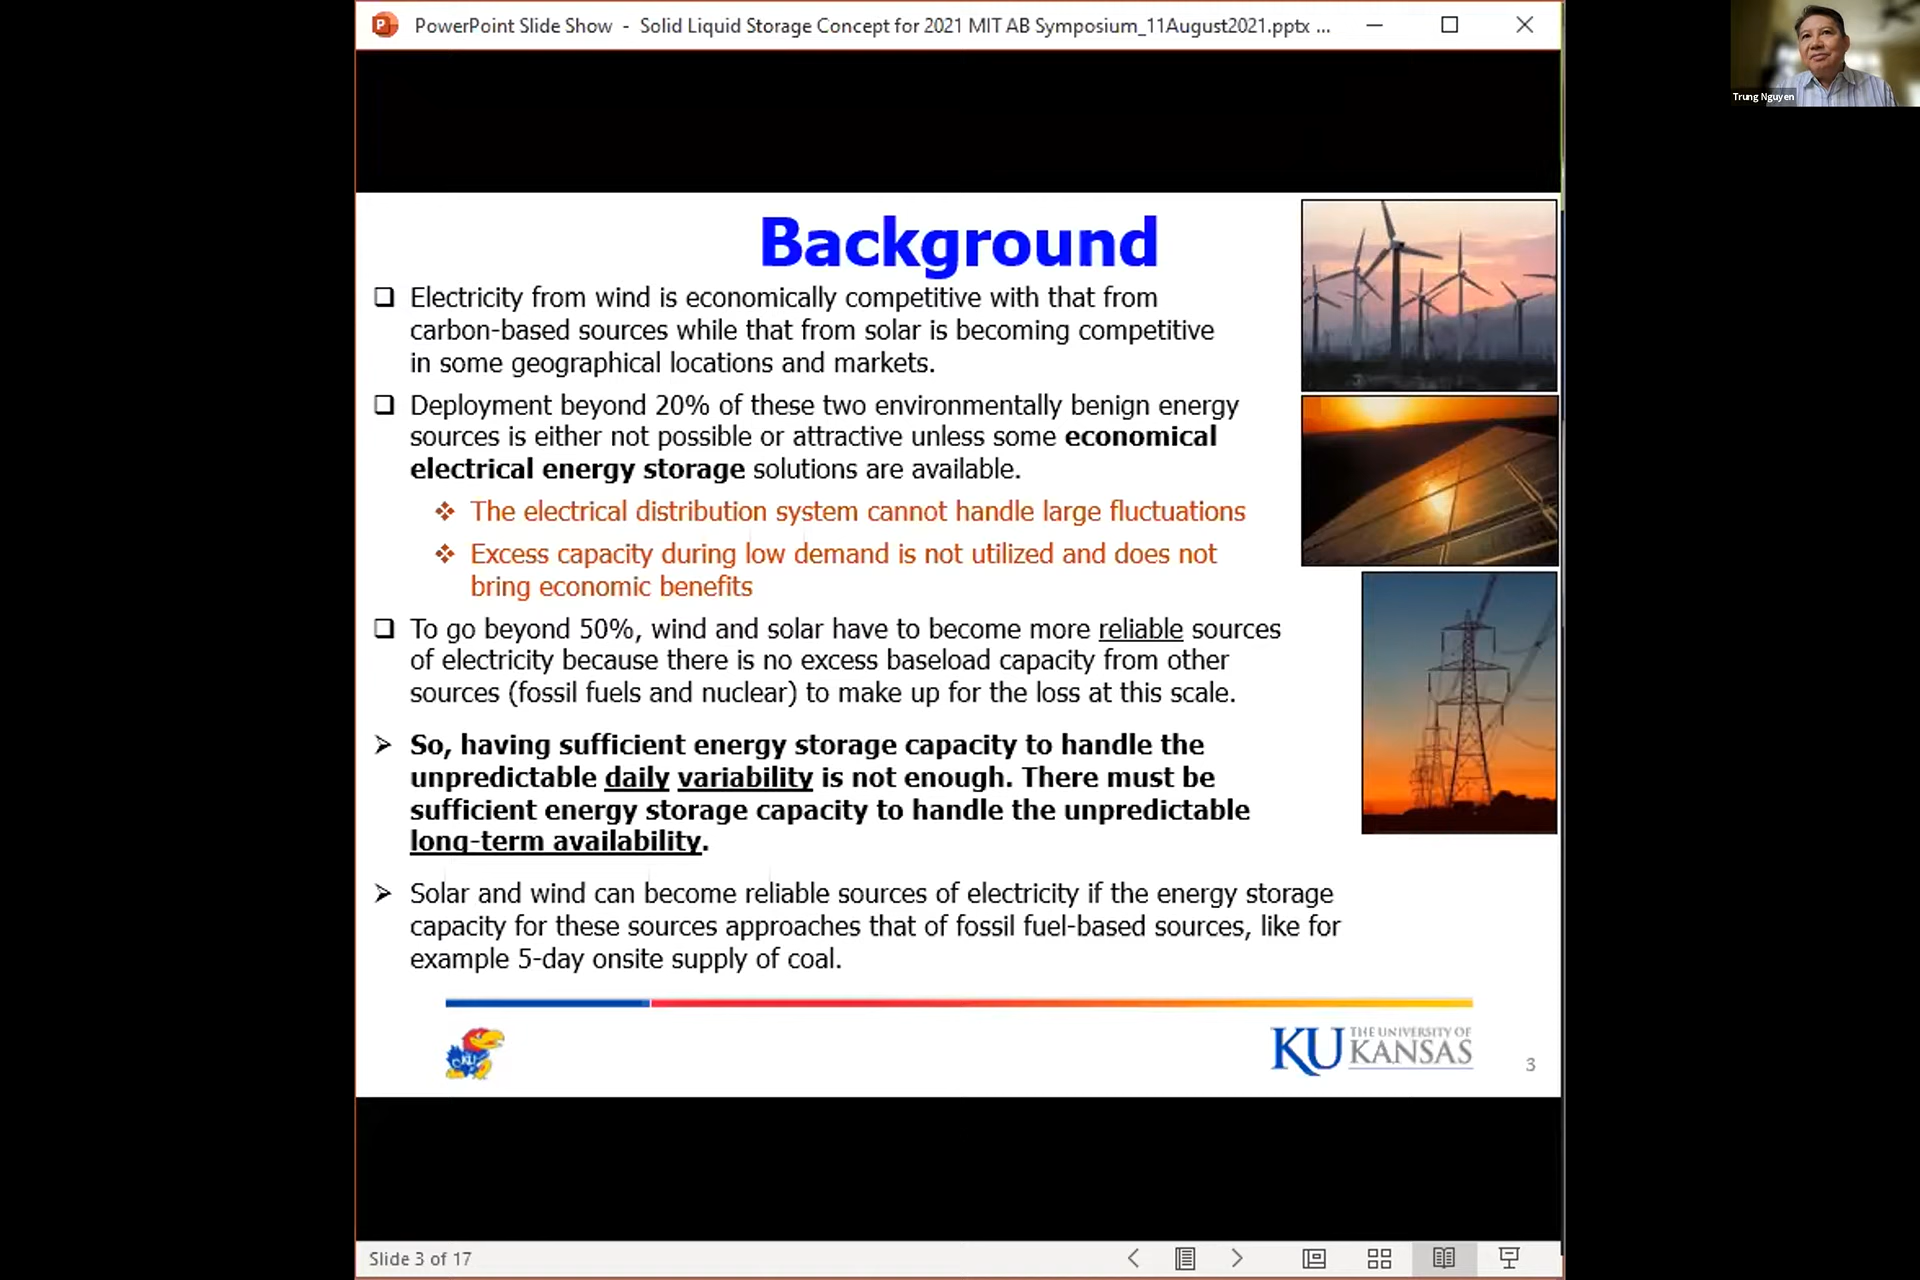 PowerPoint Slide Show - Solid Liquid Storage Concept for 2021 MIT AB Symposium_11August2021.pptx ...
Trung Nguyen
Background
Electricity from wind is economically competitive with that from
carbon-based sources while that from solar is becoming competitive
in some geographical locations and markets.
Deployment beyond 20% of these two environmentally benign energy
sources is either not possible or attractive unless some economical
electrical energy storage solutions are available.
The electrical distribution system cannot handle large fluctuations
Excess capacity during low demand is not utilized and does not
bring economic benefits
To go beyond 50%, wind and solar have to become more reliable sources
of electricity because there is no excess baseload capacity from other
sources (fossil fuels and nuclear) to make up for the loss at this scale.
So, having sufficient energy storage capacity to handle the
unpredictable daily variability is not enough. There must be
sufficient energy storage capacity to handle the unpredictable
long-term availability.
Solar and wind can become reliable sources of electricity if the energy storage
capacity for these sources approaches that of fossil fuel-based sources, like for
example 5-day onsite supply of coal.
KU
KU THE UNIVERSITY OF
KANSAS
3
Slide 3 of 17